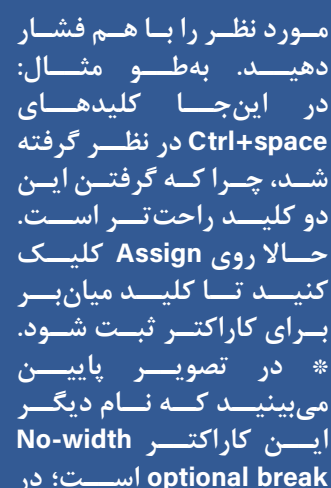 مورد نظر را با هم فشار
دهید. به‌طو مثال:
در این‌جا کلیدهای
Ctrl+space در نظر گرفته
شد، چرا که گرفتن این
دو کلید راحت‌تر است.
حالا روی Assign کلیک
کنید تا کلید میان‌بر
برای کاراکتر ثبت شود.
* در تصویر پایین
می‌بینید که نام دیگر
این کاراکتر No-width
optional break است؛ در